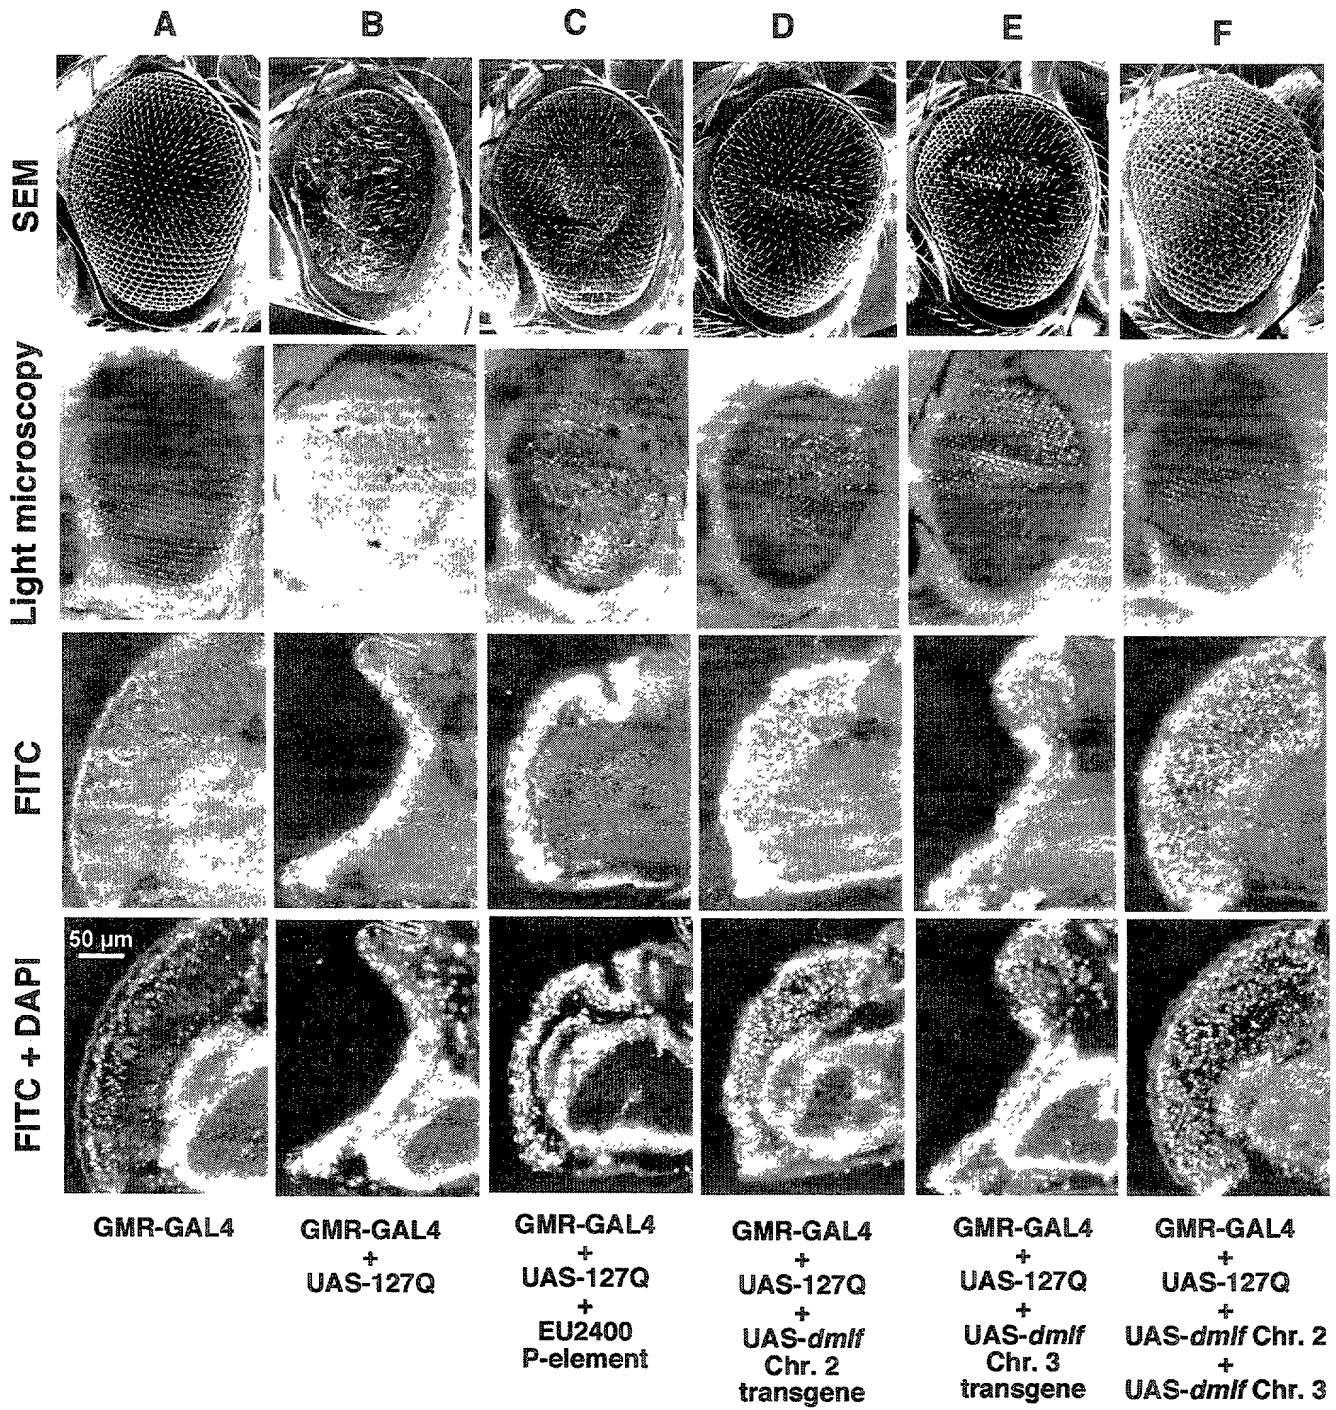 A B C D E F
SEM
Light microscopy
FITC
FITC + DAPI
50 µm
GMR-GAL4
GMR-GAL4
+
UAS-127Q
GMR-GAL4
+
UAS-127Q
+
EU2400
P-element
GMR-GAL4
+
UAS-127Q
+
UAS-dmlf
Chr. 2
transgene
GMR-GAL4
+
UAS-127Q
+
UAS-dmlf
Chr. 3
transgene
GMR-GAL4
+
UAS-127Q
+
UAS-dmlf Chr. 2
+
UAS-dmlf Chr. 3